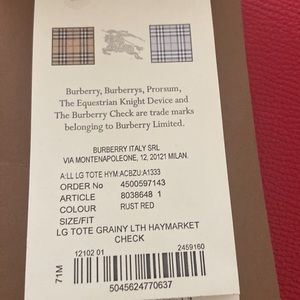 Burberry, Burberrys, Prorsum,
The Equestrian Knight Device and
The Burberry Check are trade marks
belonging to Burberry Limited.
BURBERRY ITALY SRL
VIA MONTENAPOLEONE, 12, 20121 MILAN.
A:LL LG TOTE HYM:ACBZU:A1333
ORDER No 4500597143
ARTICLE 8038648 1
COLOUR RUST RED
SIZE/FIT
LG TOTE GRAINY LTH HAYMARKET
CHECK
12102 01 2459160
71M
5045624770637